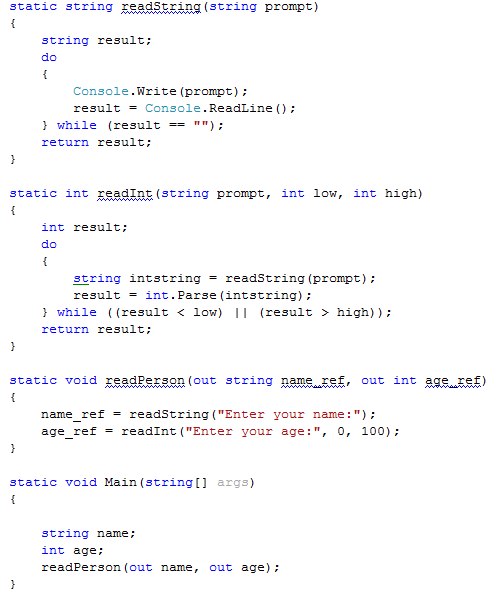 static string readString(string prompt)
{
    string result;
    do
    {
        Console.Write(prompt);
        result = Console.ReadLine();
    } while (result == "");
    return result;
}

static int readInt(string prompt, int low, int high)
{
    int result;
    do
    {
        string intstring = readString(prompt);
        result = int.Parse(intstring);
    } while ((result < low) || (result > high));
    return result;
}

static void readPerson(out string name_ref, out int age_ref)
{
    name_ref = readString("Enter your name:");
    age_ref = readInt("Enter your age:", 0, 100);
}

static void Main(string[] args)
{

    string name;
    int age;
    readPerson(out name, out age);
}